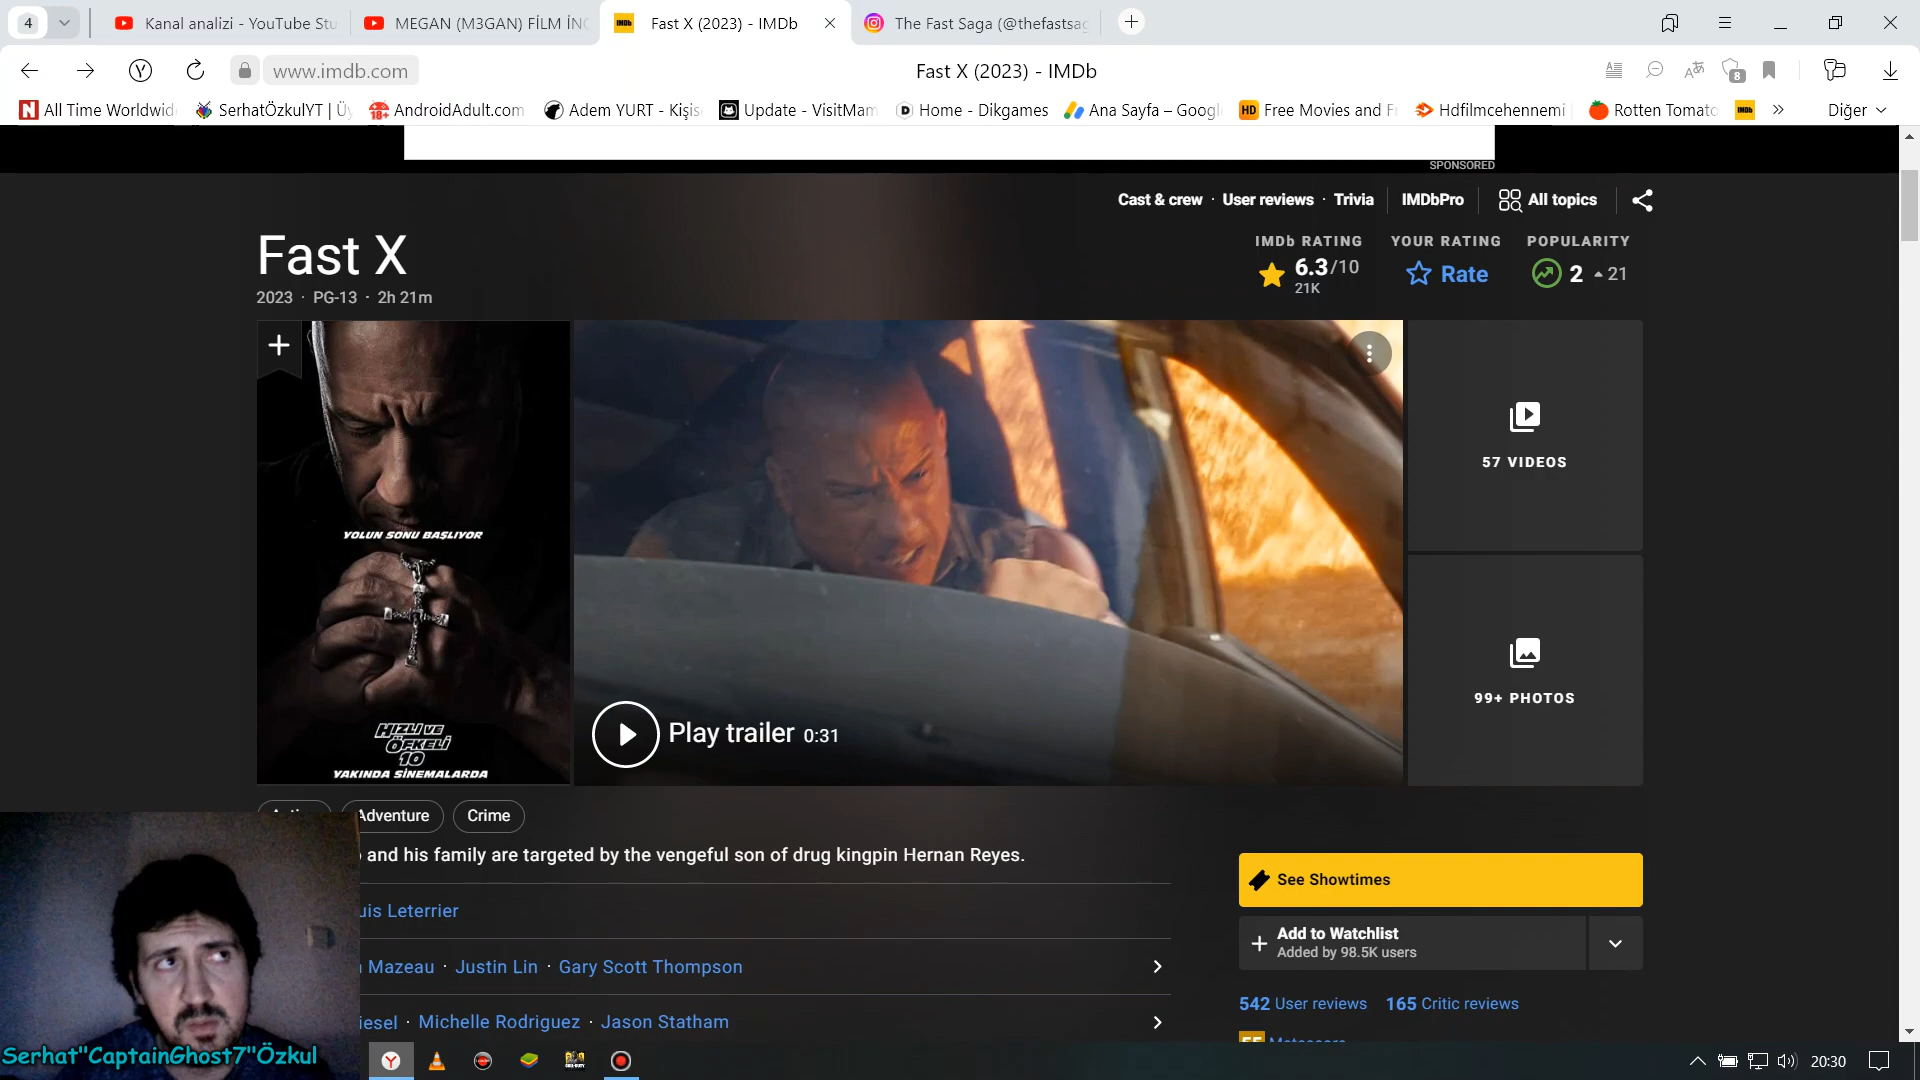 4
Kanal analizi - YouTube Stu
MEGAN (M3GAN) FİLM İNC
Fast X (2023) - IMDb
The Fast Saga (@thefastsag
www.imdb.com
Fast X (2023) - IMDb
8
All Time Worldwid
SerhatÖzkulYT | Üy
AndroidAdult.com
Adem YURT - Kişis
Update - VisitMam
Home - Dikgames
Ana Sayfa – Googl
Free Movies and F
Hdfilmcehennemi
Rotten Tomato
IMDb
»
Diğer
SPONSORED
Cast & crew · User reviews · Trivia
IMDbPro
All topics
Fast X
2023 · PG-13 · 2h 21m
IMDb RATING
6.3/10
21K
YOUR RATING
Rate
POPULARITY
2
21
YOLUN SONU BAŞLIYOR
HIZLI VE
ÖFKELİ
10
YAKINDA SİNEMALARDA
Play trailer 0:31
57 VIDEOS
99+ PHOTOS
Adventure
Crime
and his family are targeted by the vengeful son of drug kingpin Hernan Reyes.
uis Leterrier
Mazeau · Justin Lin · Gary Scott Thompson
iesel · Michelle Rodriguez · Jason Statham
See Showtimes
Add to Watchlist
Added by 98.5K users
542 User reviews
165 Critic reviews
55 Metascore
Serhat"CaptainGhost7"Özkul
20:30